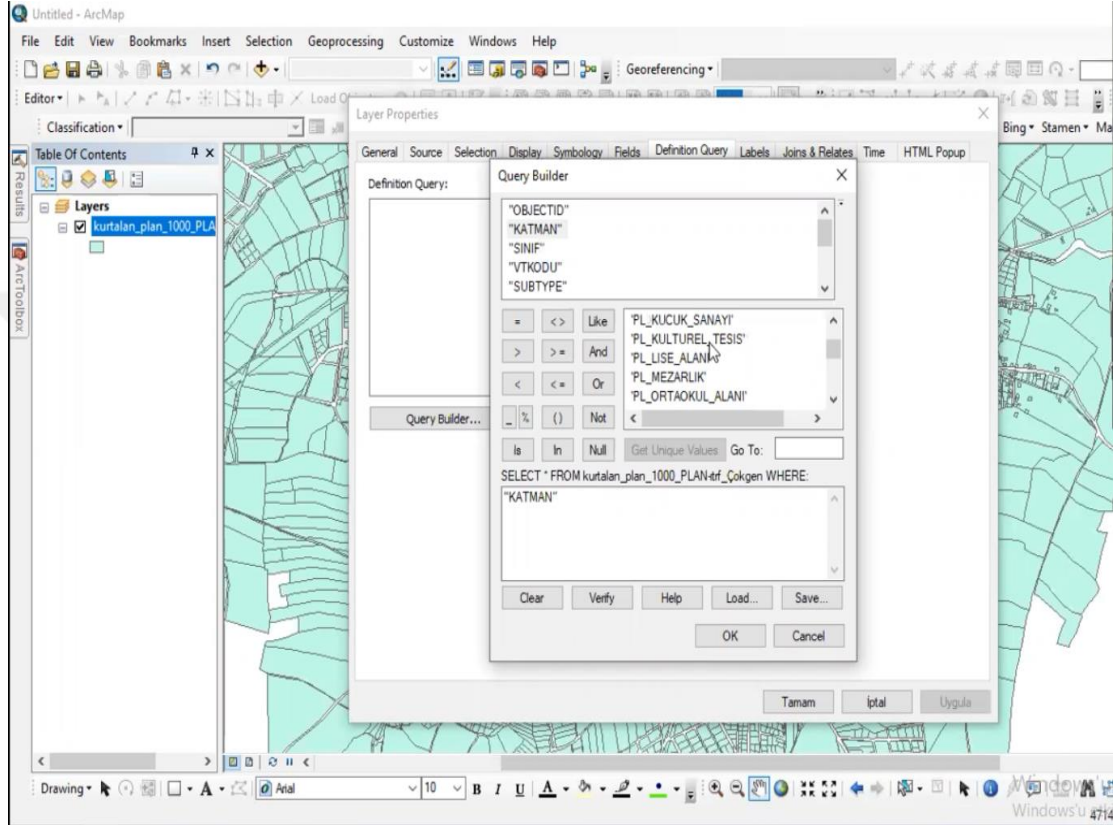 Untitled - ArcMap
File Edit View Bookmarks Insert Selection Geoprocessing Customize Windows Help
Georeferencing
Editor Load
Layer Properties
Classification
Bing Stamen Ma
Table Of Contents
General Source Selection Display Symbology Fields Definition Query Labels Joins & Relates Time HTML Popup
Results
ArcToolbox
Layers
kurtalan_plan_1000_PLA
Definition Query:
Query Builder...
Query Builder
"OBJECTID"
"KATMAN"
"SINIF"
"VTKODU"
"SUBTYPE"
= <> Like
> >= And
< <= Or
_ % () Not
Is In Null
'PL_KUCUK_SANAYI'
'PL_KULTUREL_TESIS'
'PL_LISE_ALANI'
'PL_MEZARLIK'
'PL_ORTAOKUL_ALANI'
Get Unique Values Go To:
SELECT * FROM kurtalan_plan_1000_PLAN-trf_Çokgen WHERE:
"KATMAN"
Clear Verify Help Load... Save...
OK Cancel
Tamam İptal Uygula
Drawing A Arial 10 B I U A
Windows'u
4714